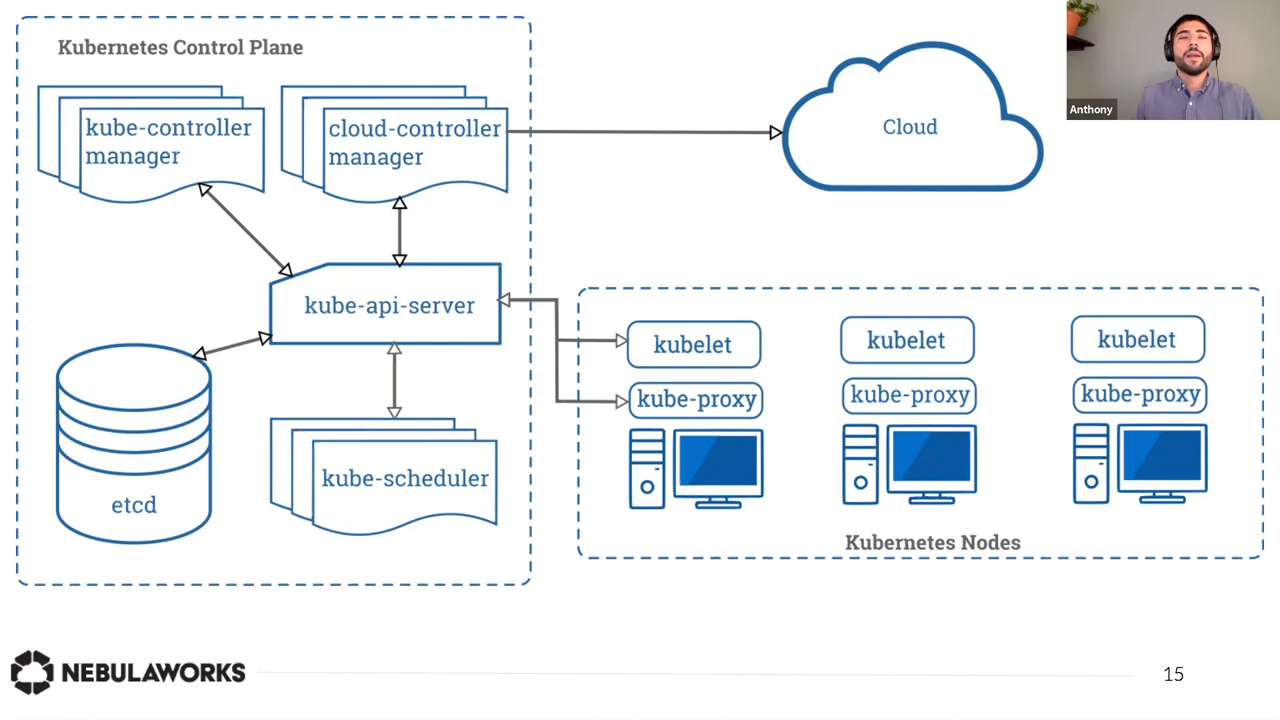 Kubernetes Control Plane
kube-controller
manager
cloud-controller
manager
Cloud
Anthony
kube-api-server
etcd
kube-scheduler
kubelet
kube-proxy
kubelet
kube-proxy
kubelet
kube-proxy
Kubernetes Nodes
NEBULAWORKS
15